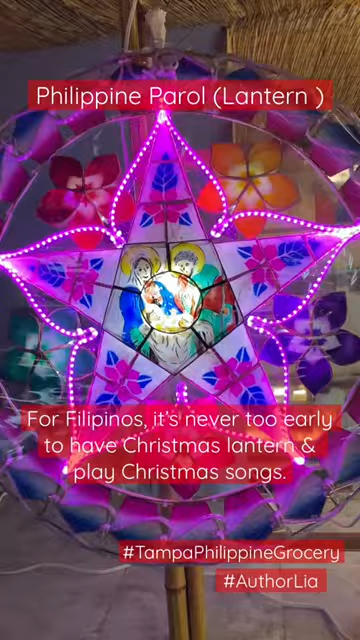 Philippine Parol (Lantern )
For Filipinos, it's never too early
to have Christmas lantern &
play Christmas songs.
#TampaPhilippineGrocery
#AuthorLia